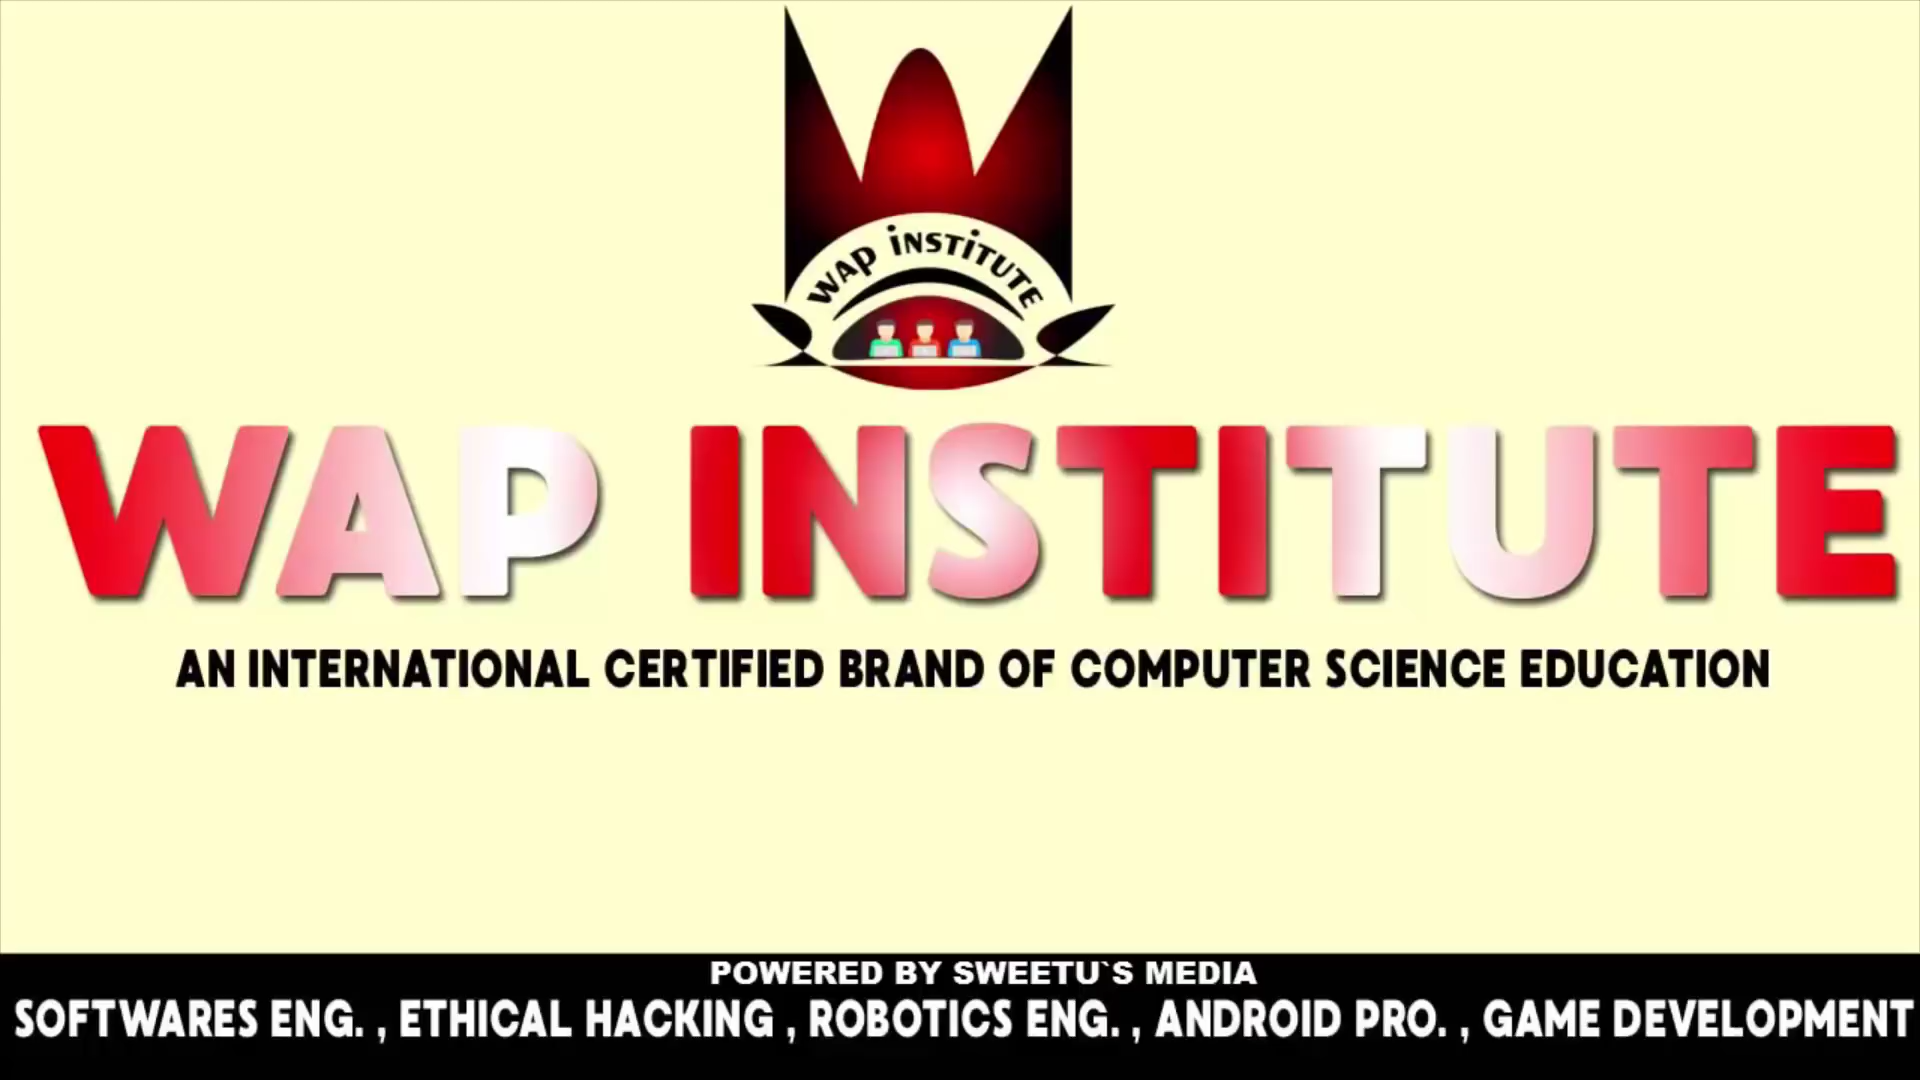 WAP INSTITUTE
WAP INSTITUTE
AN INTERNATIONAL CERTIFIED BRAND OF COMPUTER SCIENCE EDUCATION
POWERED BY SWEETU`S MEDIA
SOFTWARES ENG. , ETHICAL HACKING , ROBOTICS ENG. , ANDROID PRO. , GAME DEVELOPMENT